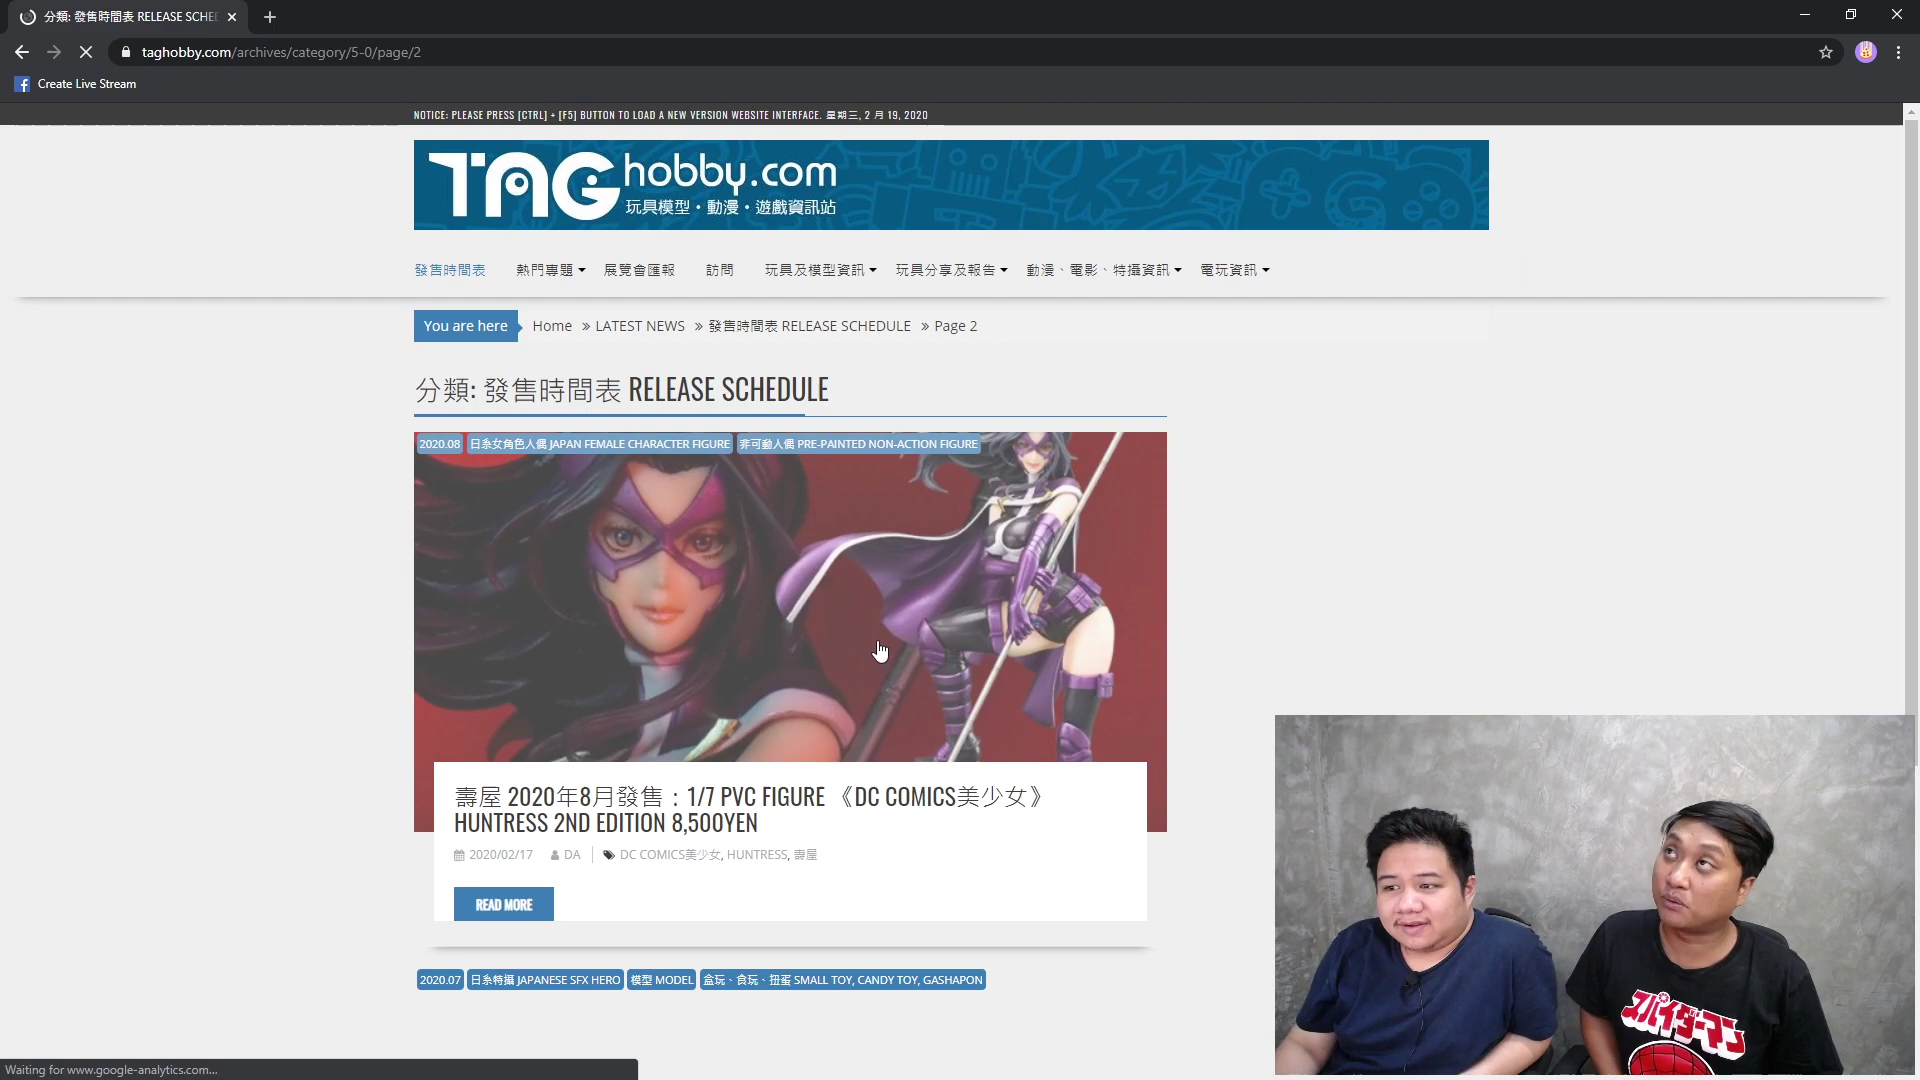 分類: 發售時間表 RELEASE SCHE
taghobby.com/archives/category/5-0/page/2
Create Live Stream
NOTICE: PLEASE PRESS [CTRL] + [F5] BUTTON TO LOAD A NEW VERSION WEBSITE INTERFACE. 星期三, 2 月 19, 2020
TAG hobby.com
玩具模型・動漫・遊戲資訊站
發售時間表 熱門專題 展覽會匯報 訪問 玩具及模型資訊 玩具分享及報告 動漫、電影、特攝資訊 電玩資訊
You are here Home » LATEST NEWS » 發售時間表 RELEASE SCHEDULE » Page 2
分類: 發售時間表 RELEASE SCHEDULE
2020.08 日系女角色人偶 JAPAN FEMALE CHARACTER FIGURE 非可動人偶 PRE-PAINTED NON-ACTION FIGURE
壽屋 2020年8月發售：1/7 PVC FIGURE 《DC COMICS美少女》
HUNTRESS 2ND EDITION 8,500YEN
2020/02/17 DA DC COMICS美少女, HUNTRESS, 壽屋
READ MORE
2020.07 日系特攝 JAPANESE SFX HERO 模型 MODEL 盒玩、食玩、扭蛋 SMALL TOY, CANDY TOY, GASHAPON
スパイダーマン
Waiting for www.google-analytics.com...